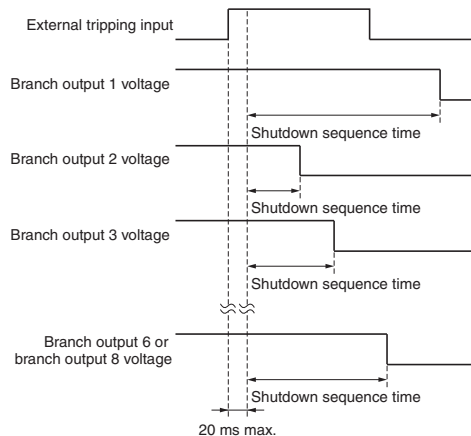 External tripping input
Branch output 1 voltage
Shutdown sequence time
Branch output 2 voltage
Shutdown sequence time
Branch output 3 voltage
Shutdown sequence time
Branch output 6 or
branch output 8 voltage
Shutdown sequence time
20 ms max.